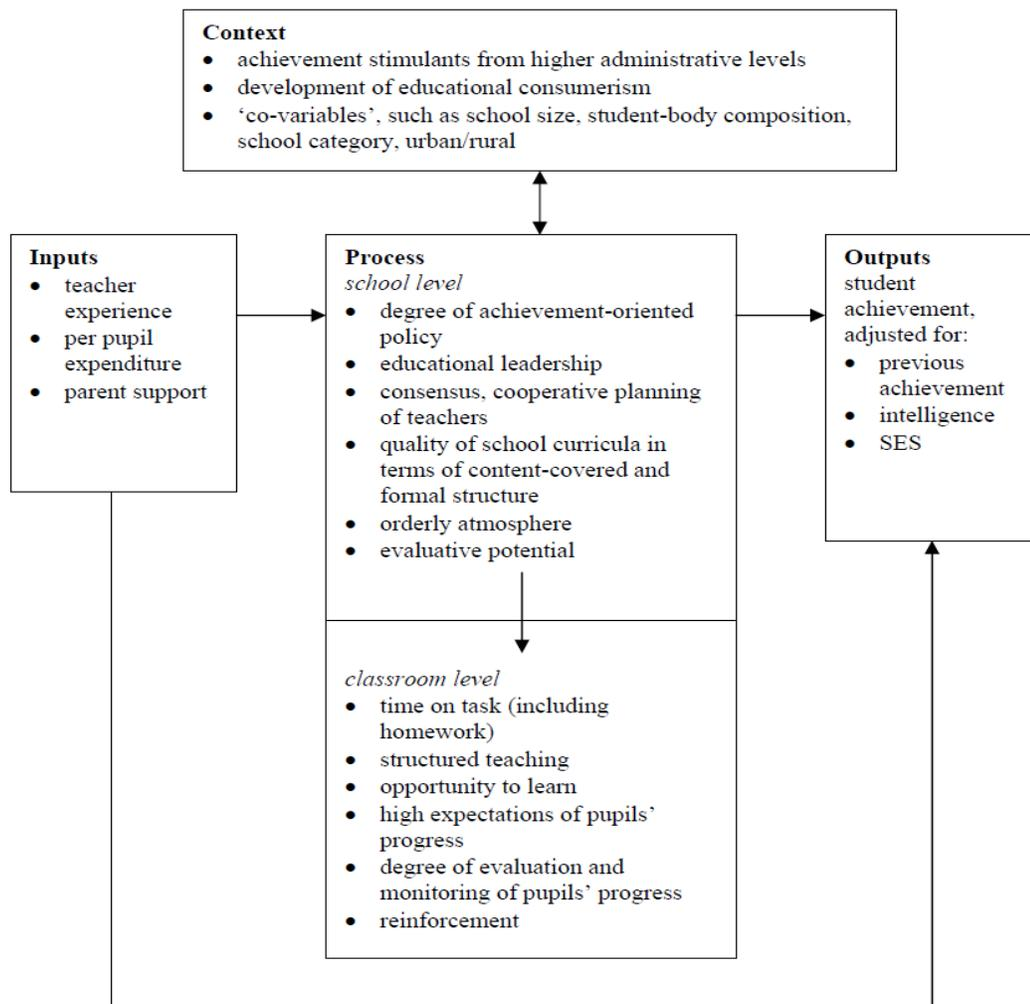 Context
• achievement stimulants from higher administrative levels
• development of educational consumerism
• ‘co-variables’, such as school size, student-body composition,
school category, urban/rural
Inputs
• teacher
experience
• per pupil
expenditure
• parent support
Process
school level
• degree of achievement-oriented
policy
• educational leadership
• consensus, cooperative planning
of teachers
• quality of school curricula in
terms of content-covered and
formal structure
• orderly atmosphere
• evaluative potential
classroom level
• time on task (including
homework)
• structured teaching
• opportunity to learn
• high expectations of pupils’
progress
• degree of evaluation and
monitoring of pupils’ progress
• reinforcement
Outputs
student
achievement,
adjusted for:
• previous
achievement
• intelligence
• SES